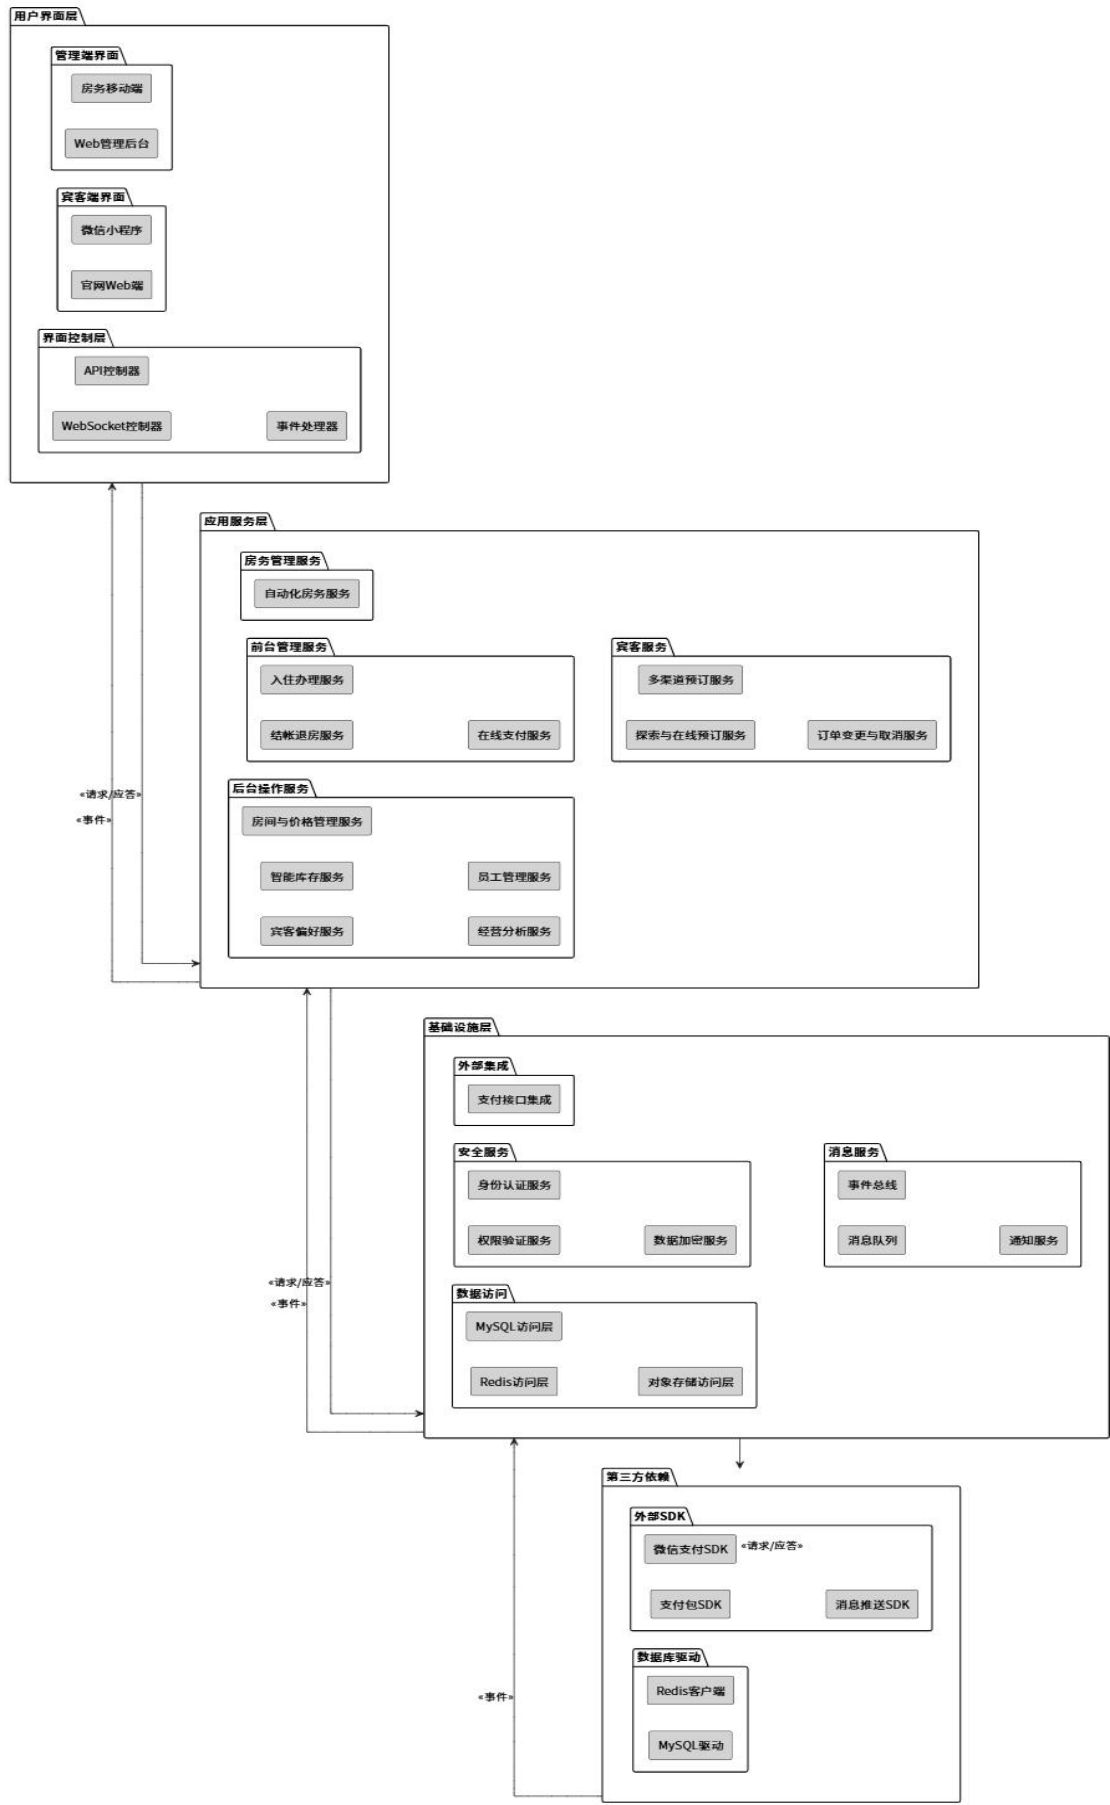 用户界面层
管理端界面
房务移动端
Web管理后台
宾客端界面
微信小程序
官网Web端
界面控制层
API控制器
WebSocket控制器
事件处理器
«请求/应答»
«事件»
应用服务层
房务管理服务
自动化房务服务
前台管理服务
入住办理服务
结帐退房服务
在线支付服务
宾客服务
多渠道预订服务
探索与在线预订服务
订单变更与取消服务
后台操作服务
房间与价格管理服务
智能库存服务
员工管理服务
宾客偏好服务
经营分析服务
«请求/应答»
«事件»
基础设施层
外部集成
支付接口集成
安全服务
身份认证服务
权限验证服务
数据加密服务
消息服务
事件总线
消息队列
通知服务
数据访问
MySQL访问层
Redis访问层
对象存储访问层
第三方依赖
外部SDK
微信支付SDK
«请求/应答»
支付包SDK
消息推送SDK
数据库驱动
Redis客户端
MySQL驱动
«事件»